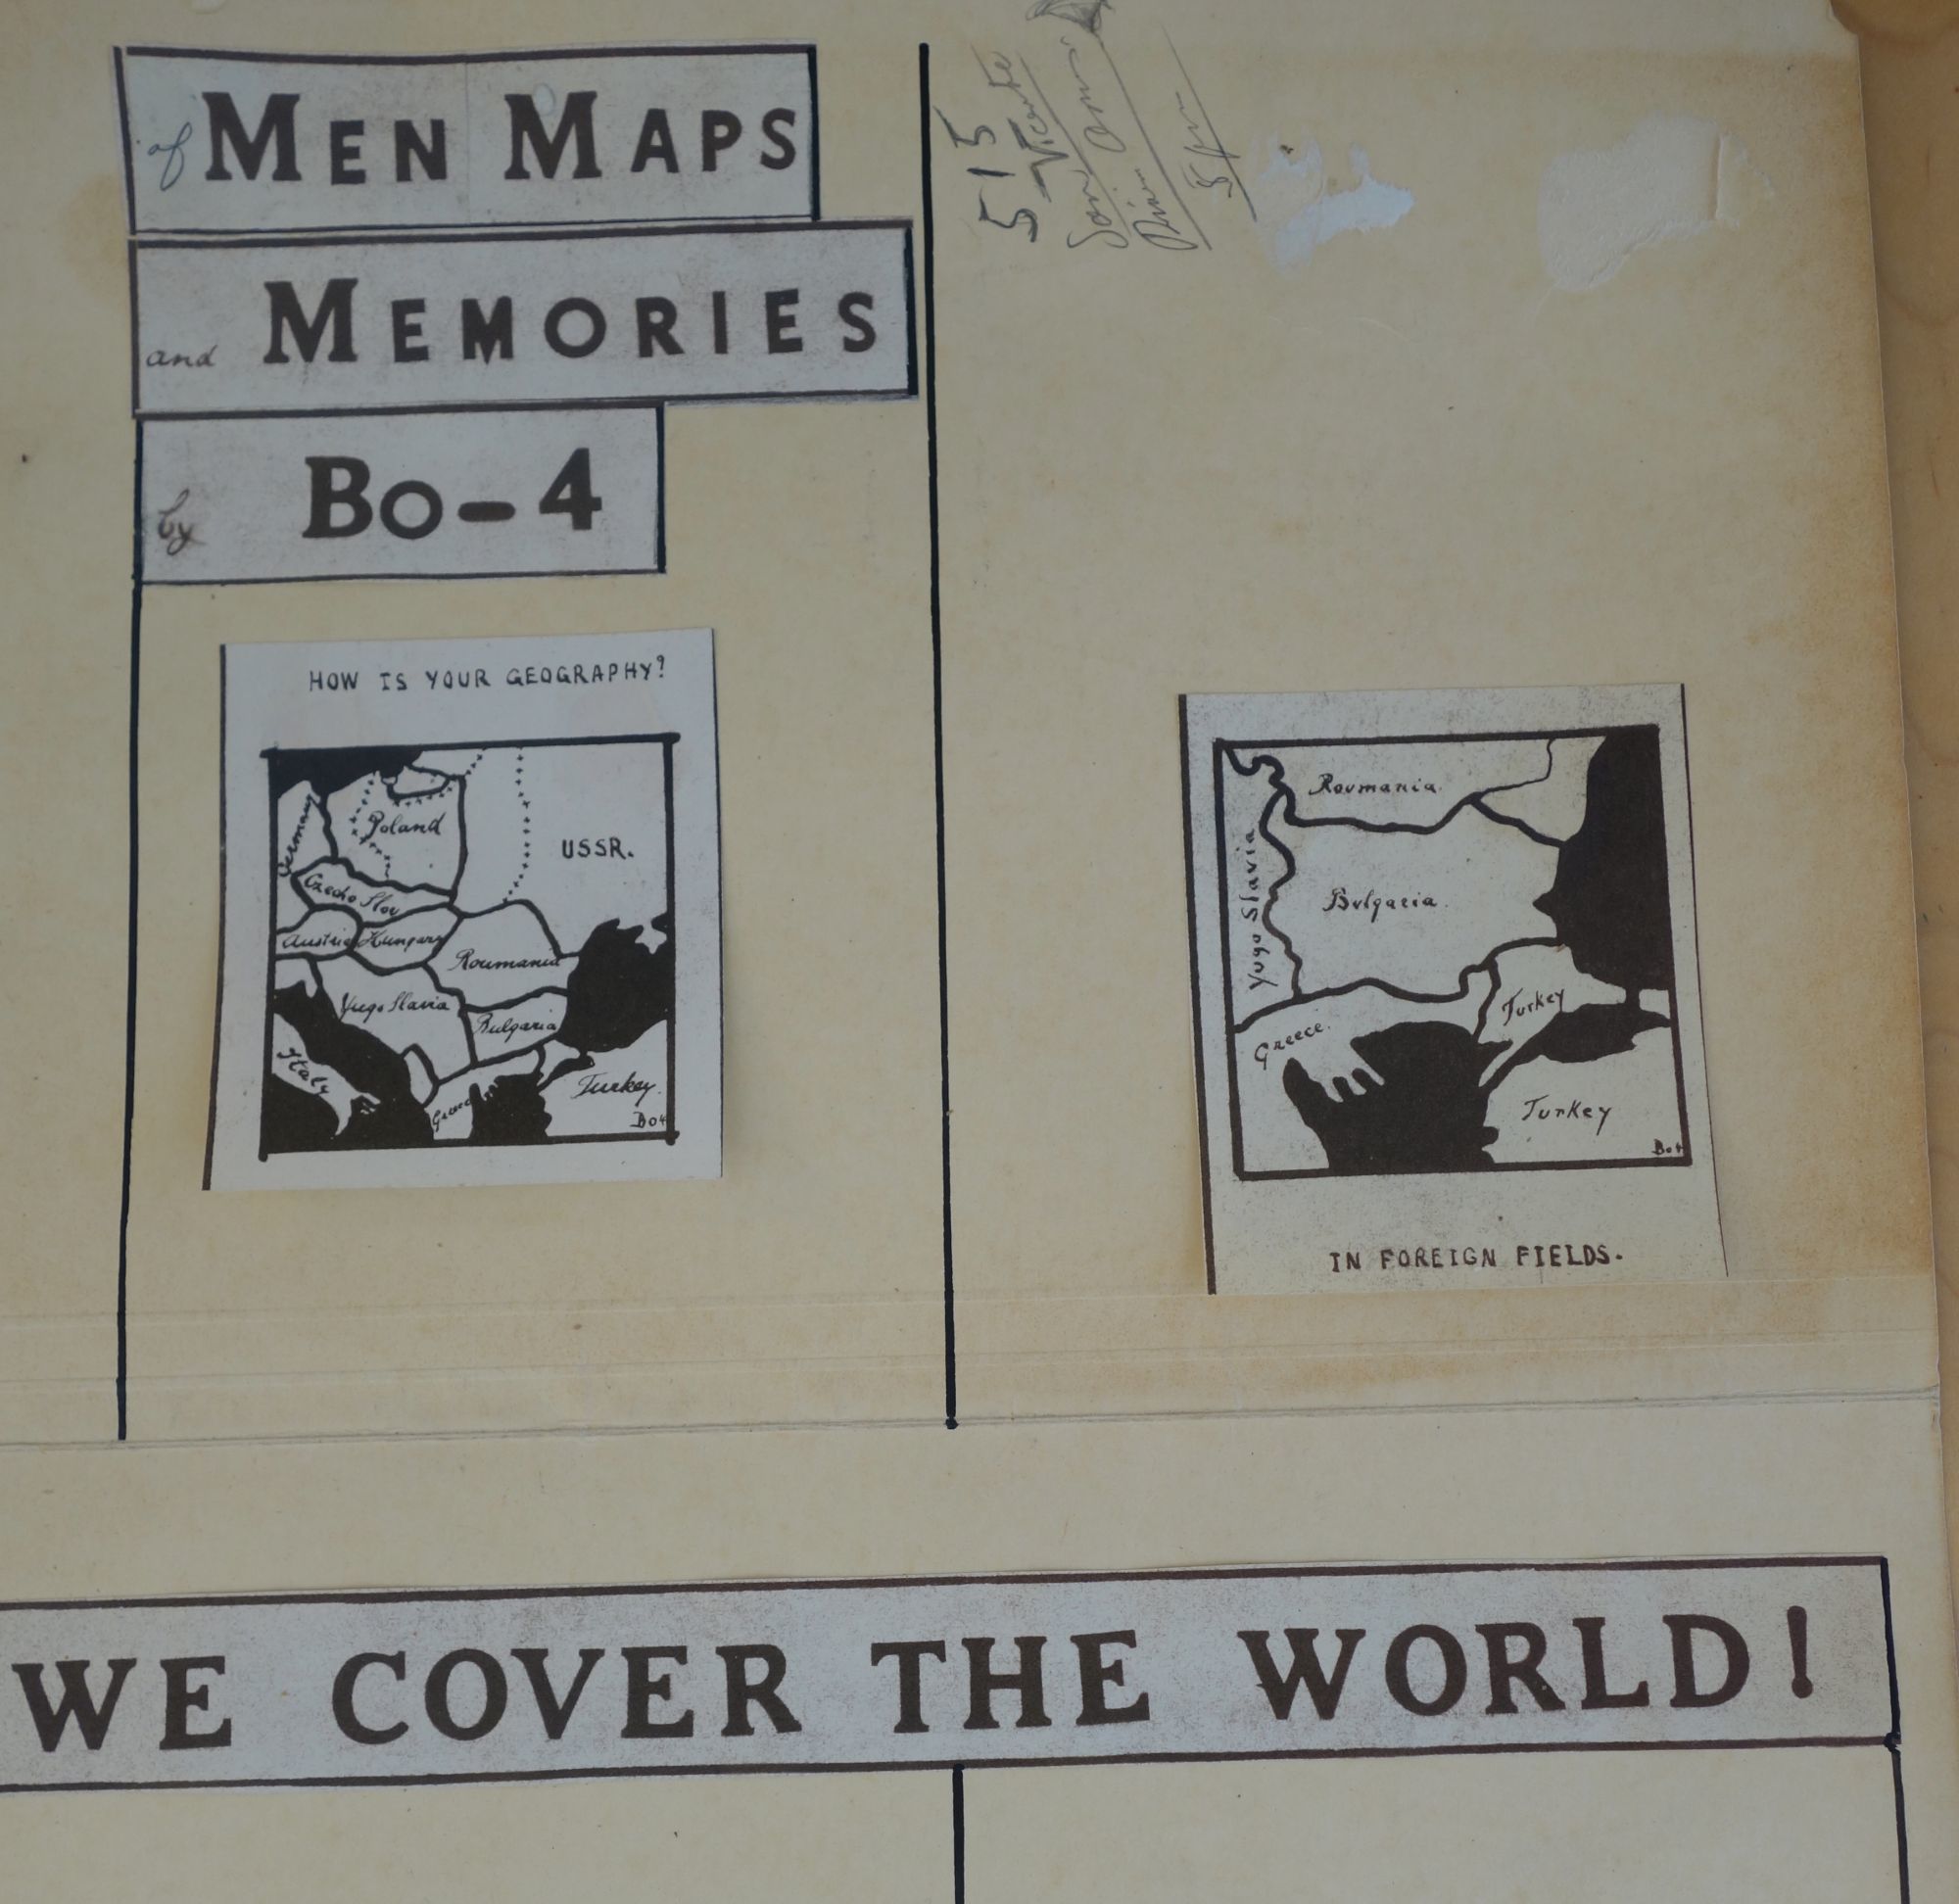 of MEN MAPS
and MEMORIES
by BO-4
515
HOW IS YOUR GEOGRAPHY?
Germany
Poland
USSR.
Czecho Slov
Austria
Hungary
Roumania
Yugo Slavia
Bulgaria
Italy
Greece
Turkey.
Bo4
Roumania.
Yugo Slavia
Bulgaria.
Greece.
Turkey
Turkey
Bo4
IN FOREIGN FIELDS.
WE COVER THE WORLD!